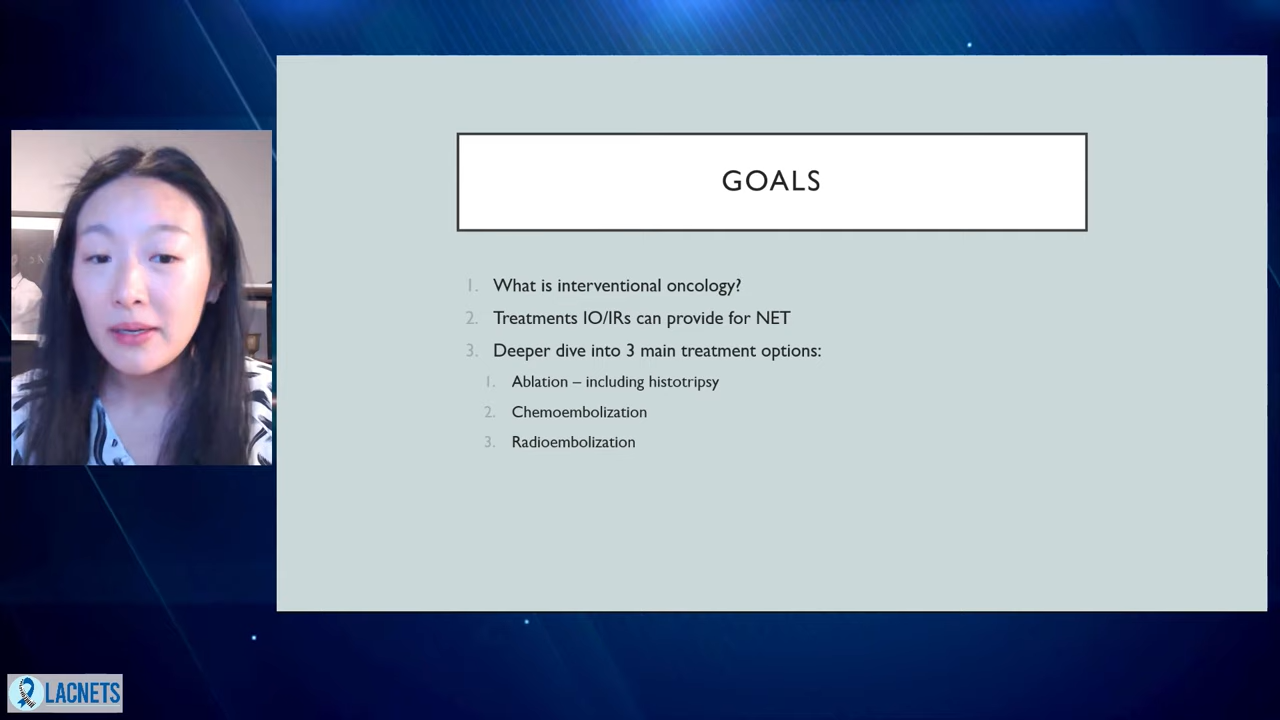 GOALS
1. What is interventional oncology?
2. Treatments IO/IRs can provide for NET
3. Deeper dive into 3 main treatment options:
1. Ablation – including histotripsy
2. Chemoembolization
3. Radioembolization
LACNETS